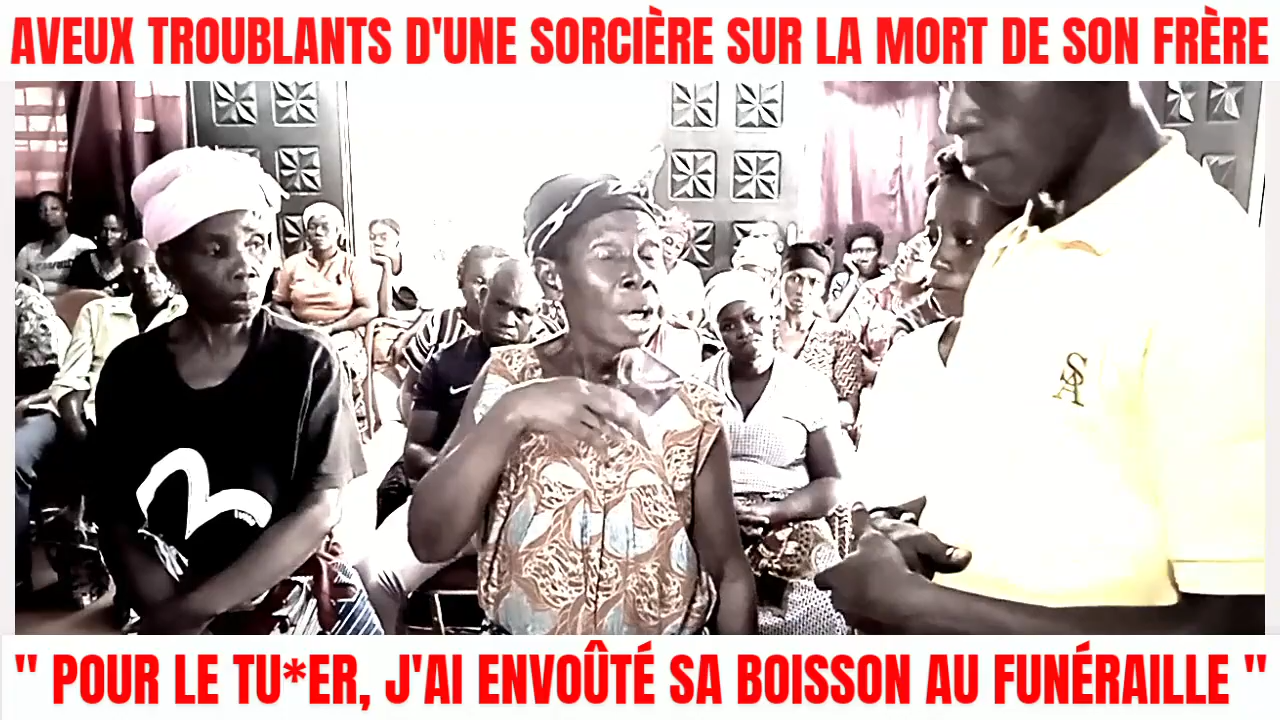 AVEUX TROUBLANTS D'UNE SORCIÈRE SUR LA MORT DE SON FRÈRE
" POUR LE TU*ER, J'AI ENVOÛTÉ SA BOISSON AU FUNÉRAILLE "